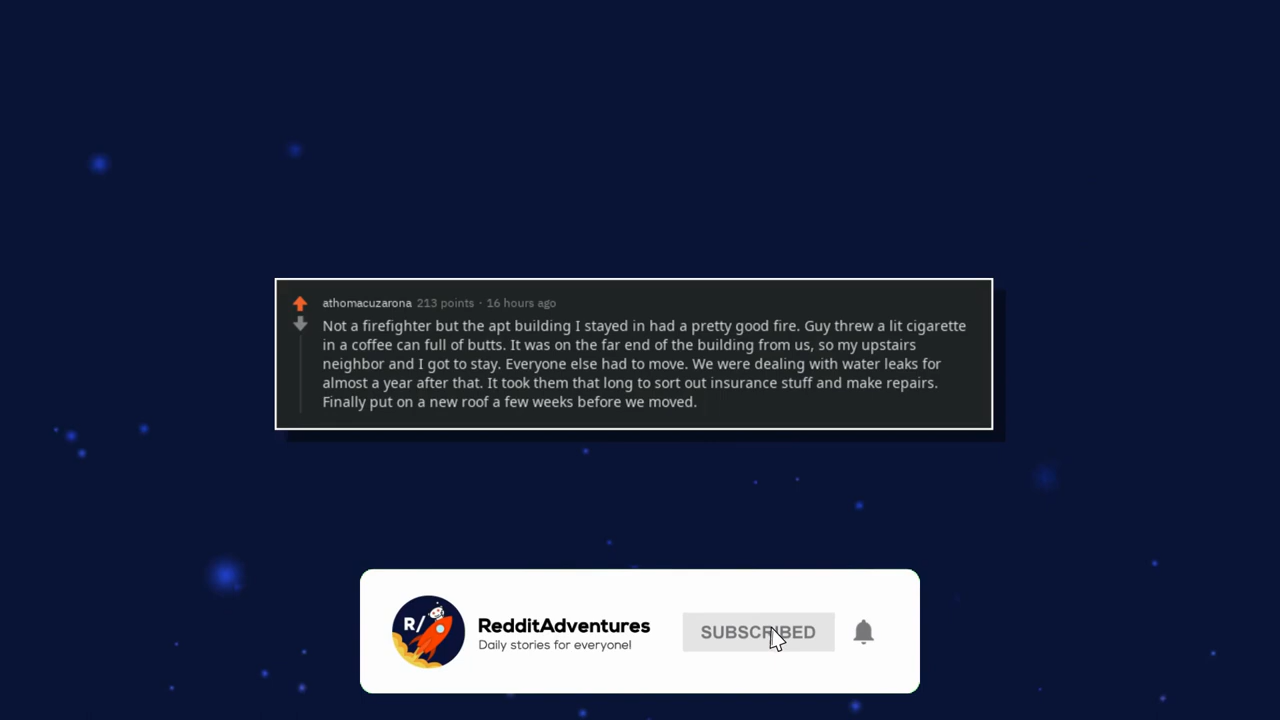 athomacuzarona 213 points · 16 hours ago
Not a firefighter but the apt building I stayed in had a pretty good fire. Guy threw a lit cigarette
in a coffee can full of butts. It was on the far end of the building from us, so my upstairs
neighbor and I got to stay. Everyone else had to move. We were dealing with water leaks for
almost a year after that. It took them that long to sort out insurance stuff and make repairs.
Finally put on a new roof a few weeks before we moved.
R/
RedditAdventures
Daily stories for everyone!
SUBSCRIBED